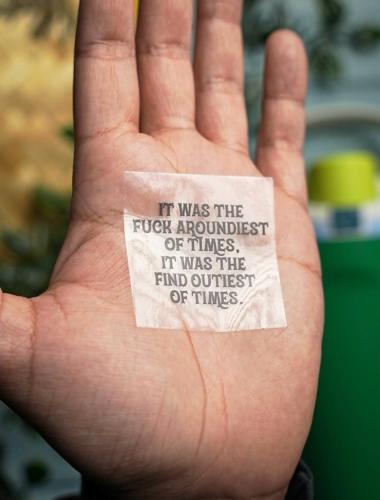 IT WAS THE
FUCK AROUNDIEST
OF TIMES,
IT WAS THE
FIND OUTIEST
OF TIMES.